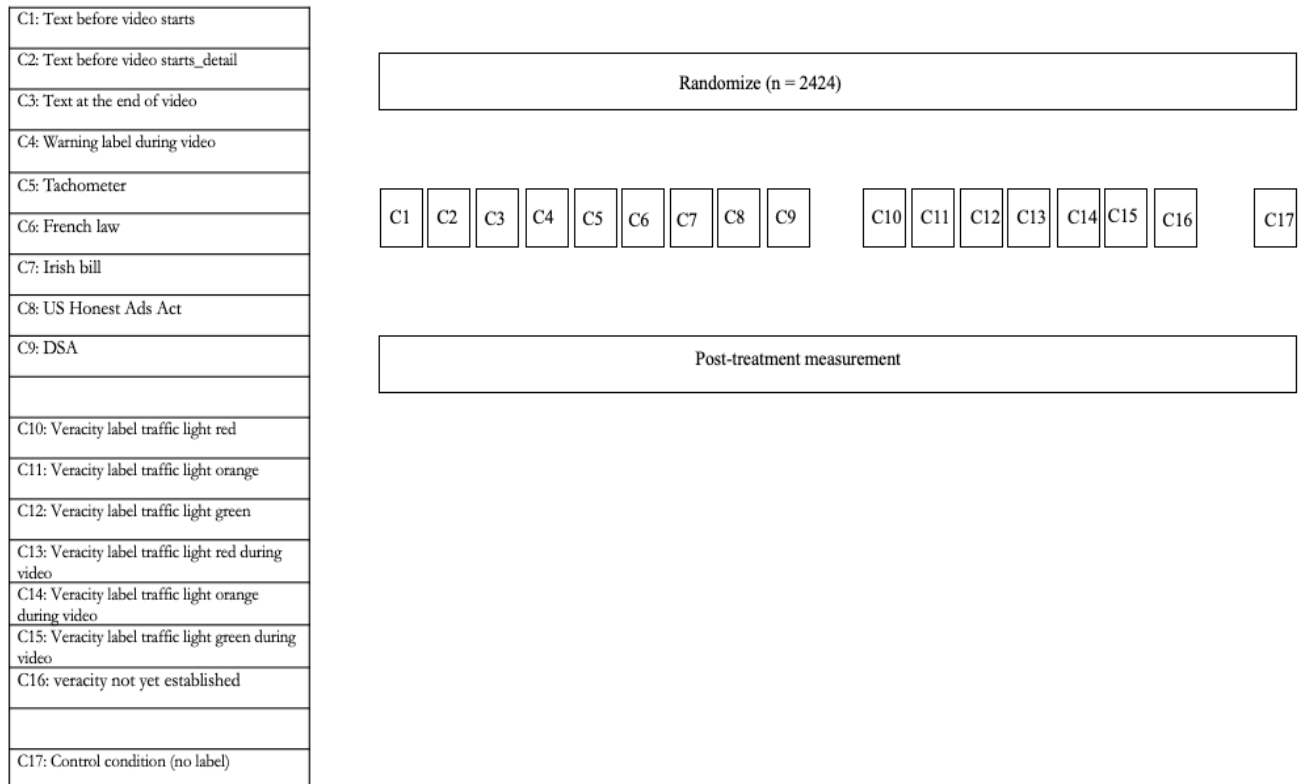 C1: Text before video starts
C2: Text before video starts_detail
C3: Text at the end of video
C4: Warning label during video
C5: Tachometer
C6: French law
C7: Irish bill
C8: US Honest Ads Act
C9: DSA
C10: Veracity label traffic light red
C11: Veracity label traffic light orange
C12: Veracity label traffic light green
C13: Veracity label traffic light red during
video
C14: Veracity label traffic light orange
during video
C15: Veracity label traffic light green during
video
C16: veracity not yet established
C17: Control condition (no label)
Randomize (n = 2424)
C1 C2 C3 C4 C5 C6 C7 C8 C9 C10 C11 C12 C13 C14 C15 C16 C17
Post-treatment measurement